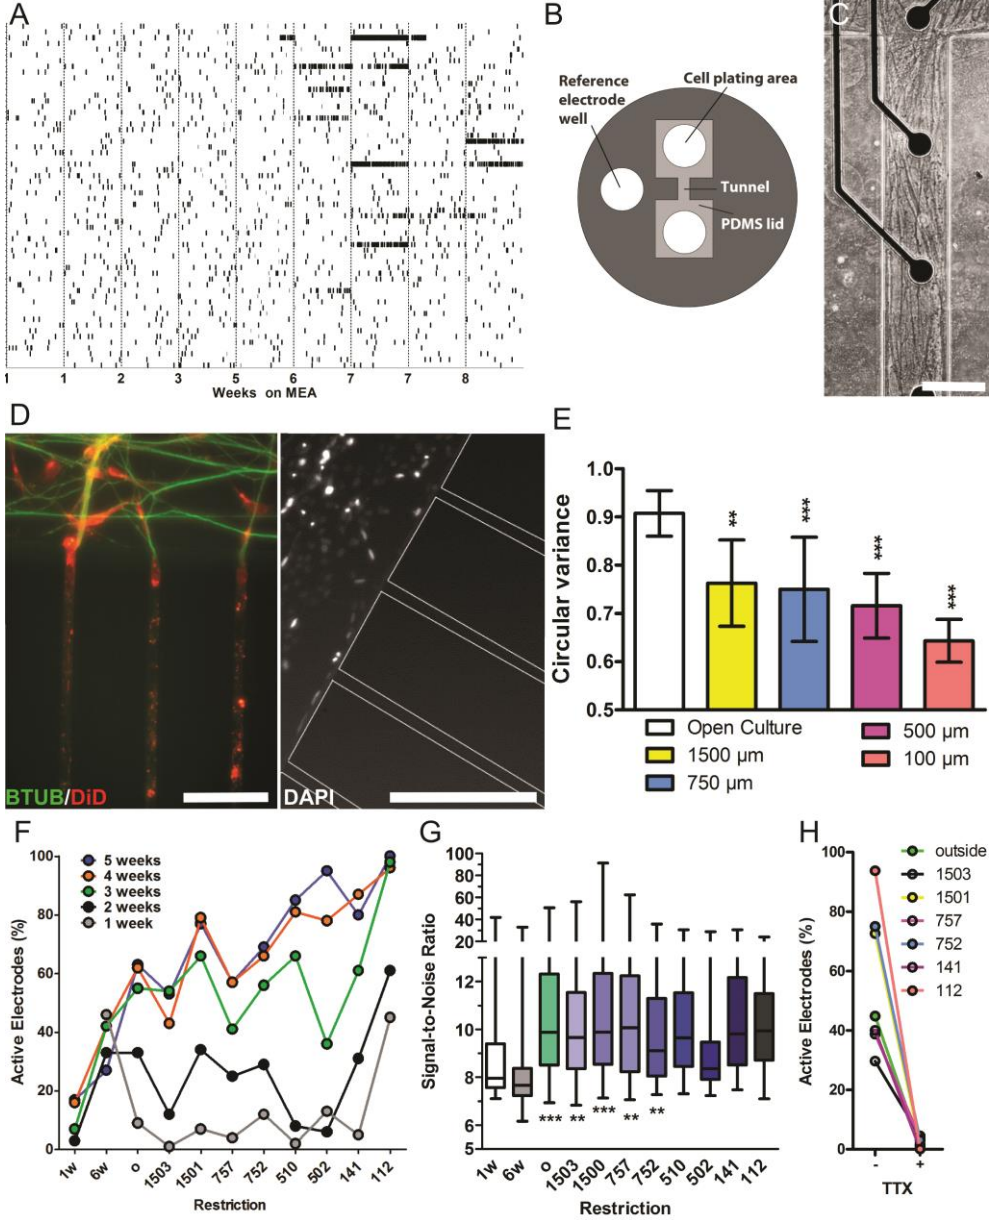 A
1 1 2 3 5 6 7 7 8
Weeks on MEA
B
Reference
electrode
well
Cell plating area
Tunnel
PDMS lid
C
D
BTUB/DiD
DAPI
E
Circular variance
1.0
0.9
0.8
0.7
0.6
0.5
**
***
***
***
Open Culture
1500 µm
750 µm
500 µm
100 µm
F
Active Electrodes (%)
100
80
60
40
20
0
5 weeks
4 weeks
3 weeks
2 weeks
1 week
1w 6w o 1503 1501 757 752 510 502 141 112
Restriction
G
Signal-to-Noise Ratio
100
90
80
70
60
50
40
30
20
12
10
8
6
5
*** ** *** ** **
1w 6w o 1503 1500 757 752 510 502 141 112
Restriction
H
outside
1503
1501
757
752
141
112
Active Electrodes (%)
100
80
60
40
20
0
- +
TTX